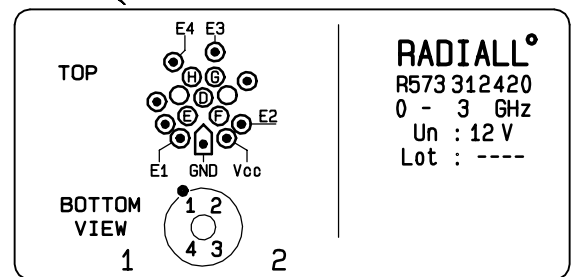 E4 E3
TOP
H G
D
E F
E2
E1 GND Vcc
BOTTOM
VIEW
1 2
4 3
1 2
RADIALL°
R573 312420
0 - 3 GHz
Un : 12 V
Lot : ----